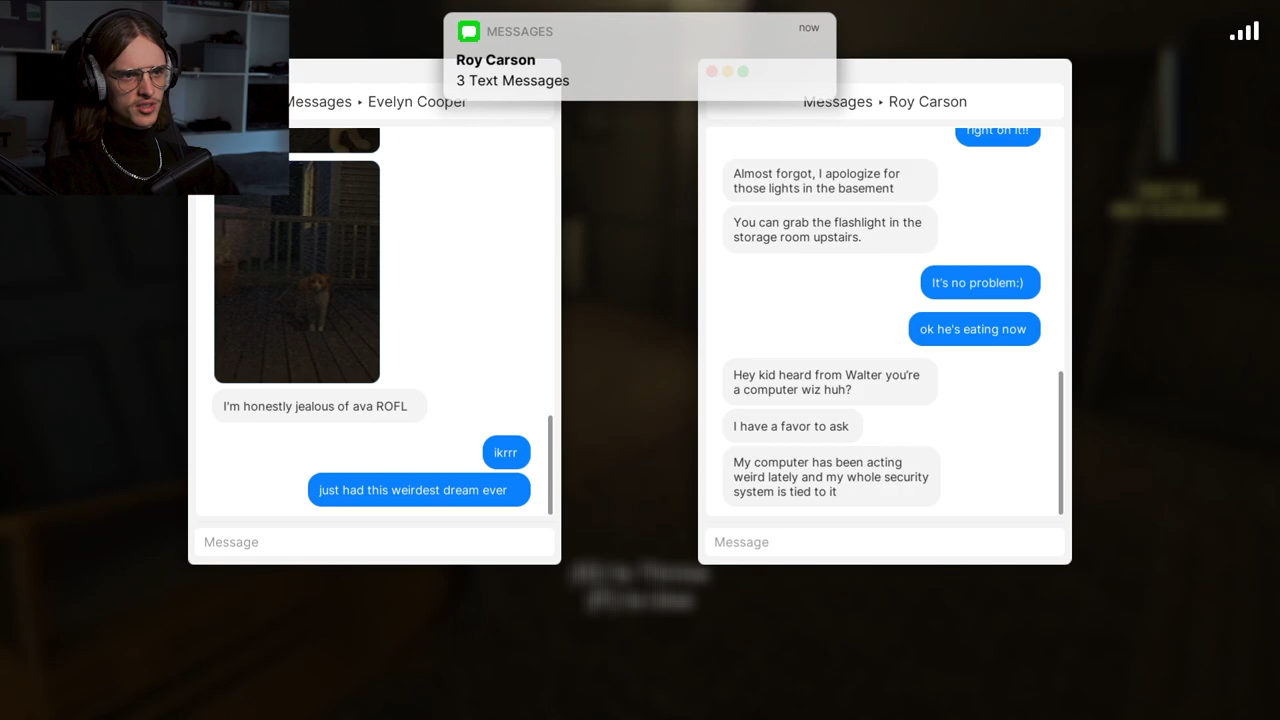 MESSAGES
now
Roy Carson
3 Text Messages
Messages ▸ Evelyn Cooper
I'm honestly jealous of ava ROFL
ikrrr
just had this weirdest dream ever
Message
Messages ▸ Roy Carson
right on it!!
Almost forgot, I apologize for
those lights in the basement
You can grab the flashlight in the
storage room upstairs.
It's no problem:)
ok he's eating now
Hey kid heard from Walter you're
a computer wiz huh?
I have a favor to ask
My computer has been acting
weird lately and my whole security
system is tied to it
Message